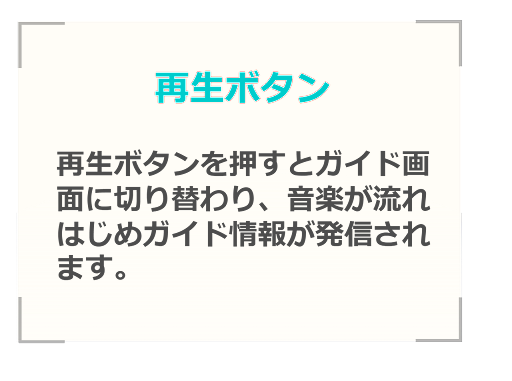 再生ボタン
再生ボタンを押すとガイド画
面に切り替わり、音楽が流れ
はじめガイド情報が発信され
ます。